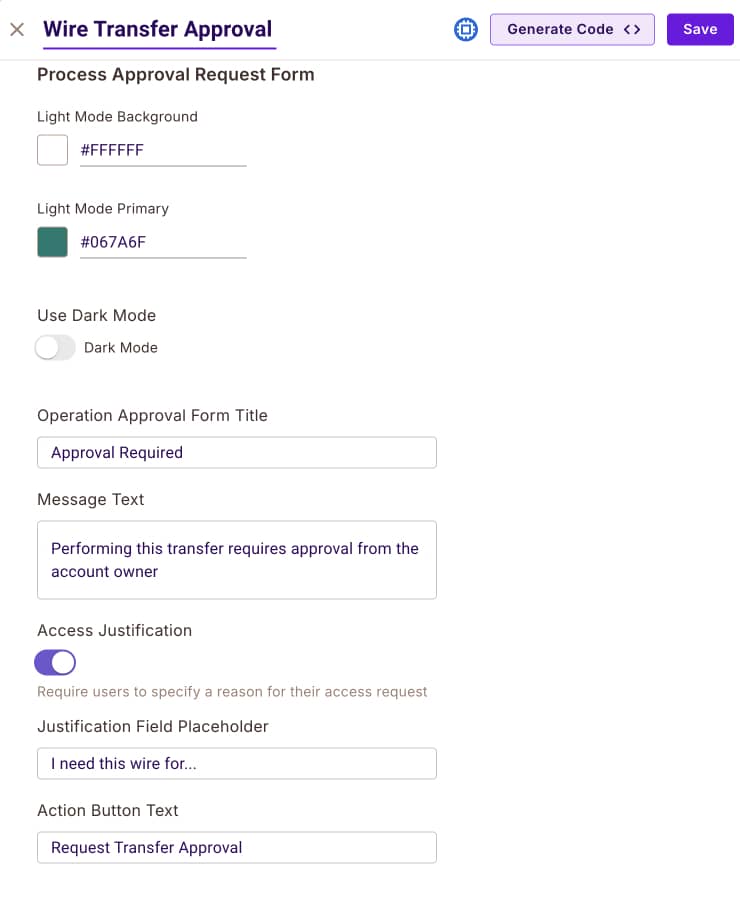 Wire Transfer Approval
Generate Code <>
Save
Process Approval Request Form
Light Mode Background
#FFFFFF
Light Mode Primary
#067A6F
Use Dark Mode
Dark Mode
Operation Approval Form Title
Approval Required
Message Text
Performing this transfer requires approval from the
account owner
Access Justification
Require users to specify a reason for their access request
Justification Field Placeholder
I need this wire for...
Action Button Text
Request Transfer Approval